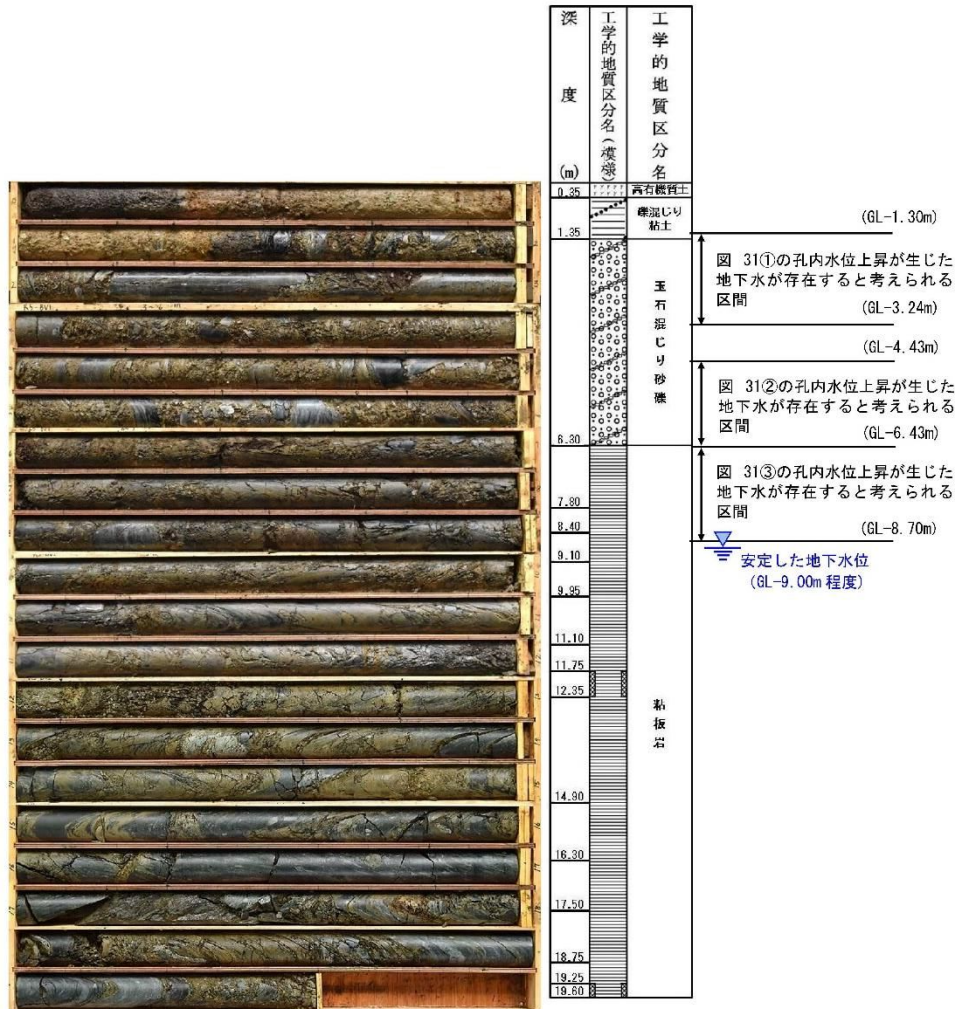 深度(m)
工学的地質区分名(模様)
工学的地質区分名
0.35
高有機質土
礫混じり
粘土
1.35
玉石混じり砂礫
6.30
7.80
8.40
9.10
9.95
11.10
11.75
12.35
粘板岩
14.90
16.30
17.50
18.75
19.25
19.60
(GL-1.30m)
図 31①の孔内水位上昇が生じた
地下水が存在すると考えられる
区間
(GL-3.24m)
(GL-4.43m)
図 31②の孔内水位上昇が生じた
地下水が存在すると考えられる
区間
(GL-6.43m)
図 31③の孔内水位上昇が生じた
地下水が存在すると考えられる
区間
(GL-8.70m)
安定した地下水位
(GL-9.00m 程度)